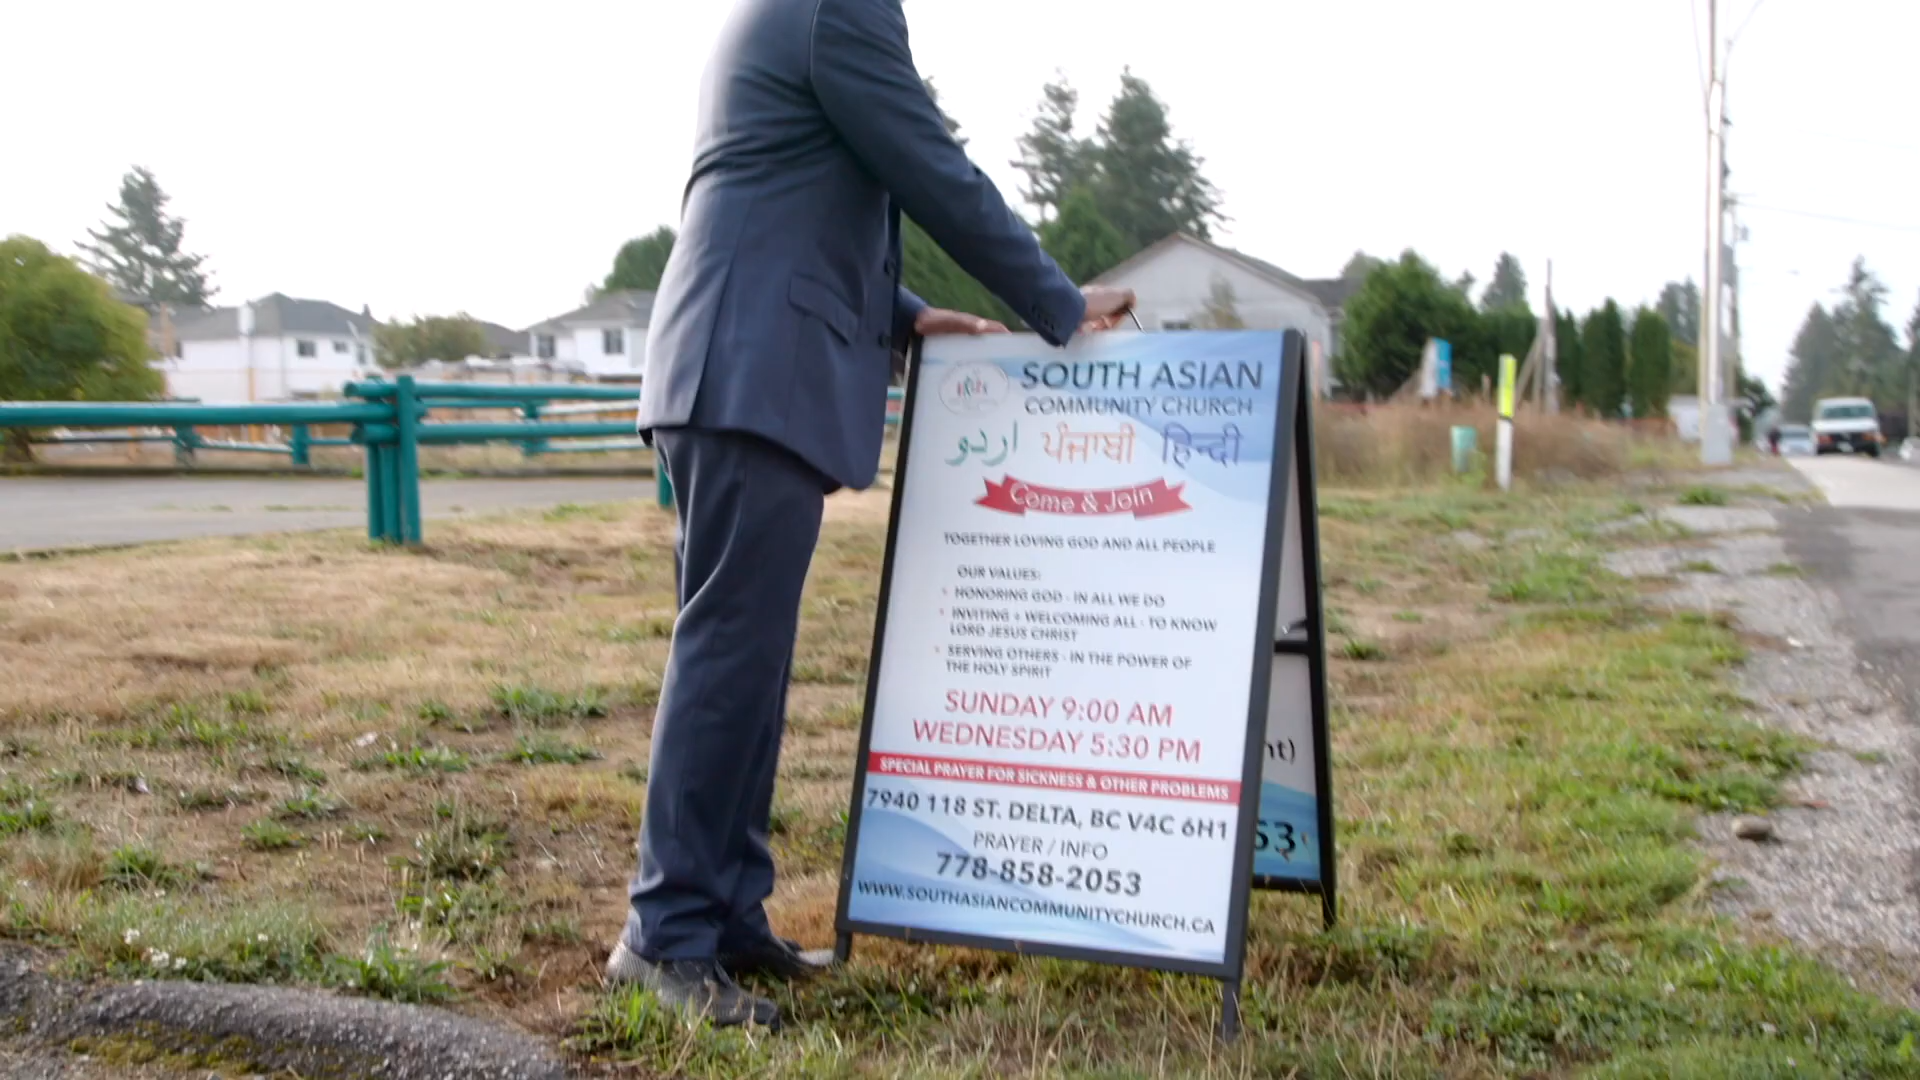 SOUTH ASIAN
COMMUNITY CHURCH
اردو ਪੰਜਾਬੀ हिन्दी
Come & Join
TOGETHER LOVING GOD AND ALL PEOPLE
OUR VALUES:
• HONORING GOD - IN ALL WE DO
• INVITING + WELCOMING ALL - TO KNOW
LORD JESUS CHRIST
• SERVING OTHERS - IN THE POWER OF
THE HOLY SPIRIT
SUNDAY 9:00 AM
WEDNESDAY 5:30 PM
SPECIAL PRAYER FOR SICKNESS & OTHER PROBLEMS
7940 118 ST. DELTA, BC V4C 6H1
PRAYER / INFO
778-858-2053
WWW.SOUTHASIANCOMMUNITYCHURCH.CA
nt)
53